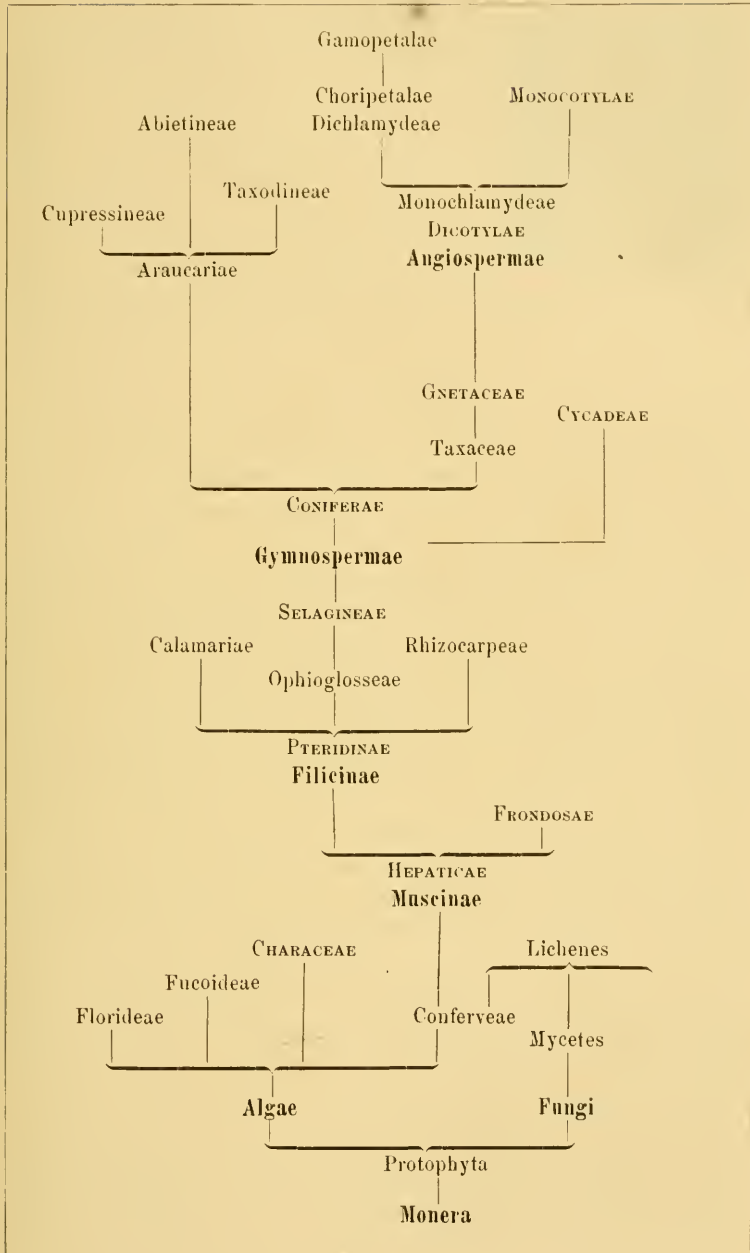 Gamopetalae
Choripetalae
MONOCOTYLAE
Abietineae
Dichlamydeae
Taxodineae
Cupressineae
Monochlamydeae
DICOTYLAE
Angiospermae
Araucariae
GNETACEAE
CYCADEAE
Taxaceae
CONIFERAE
Gymnospermae
SELAGINEAE
Calamariae
Rhizocarpeae
Ophioglosseae
PTERIDINAE
Filicinae
FRONDOSAE
HEPATICAE
Muscinae
CHARACEAE
Lichenes
Fucoideae
Florideae
Conferveae
Mycetes
Algae
Fungi
Protophyta
Monera